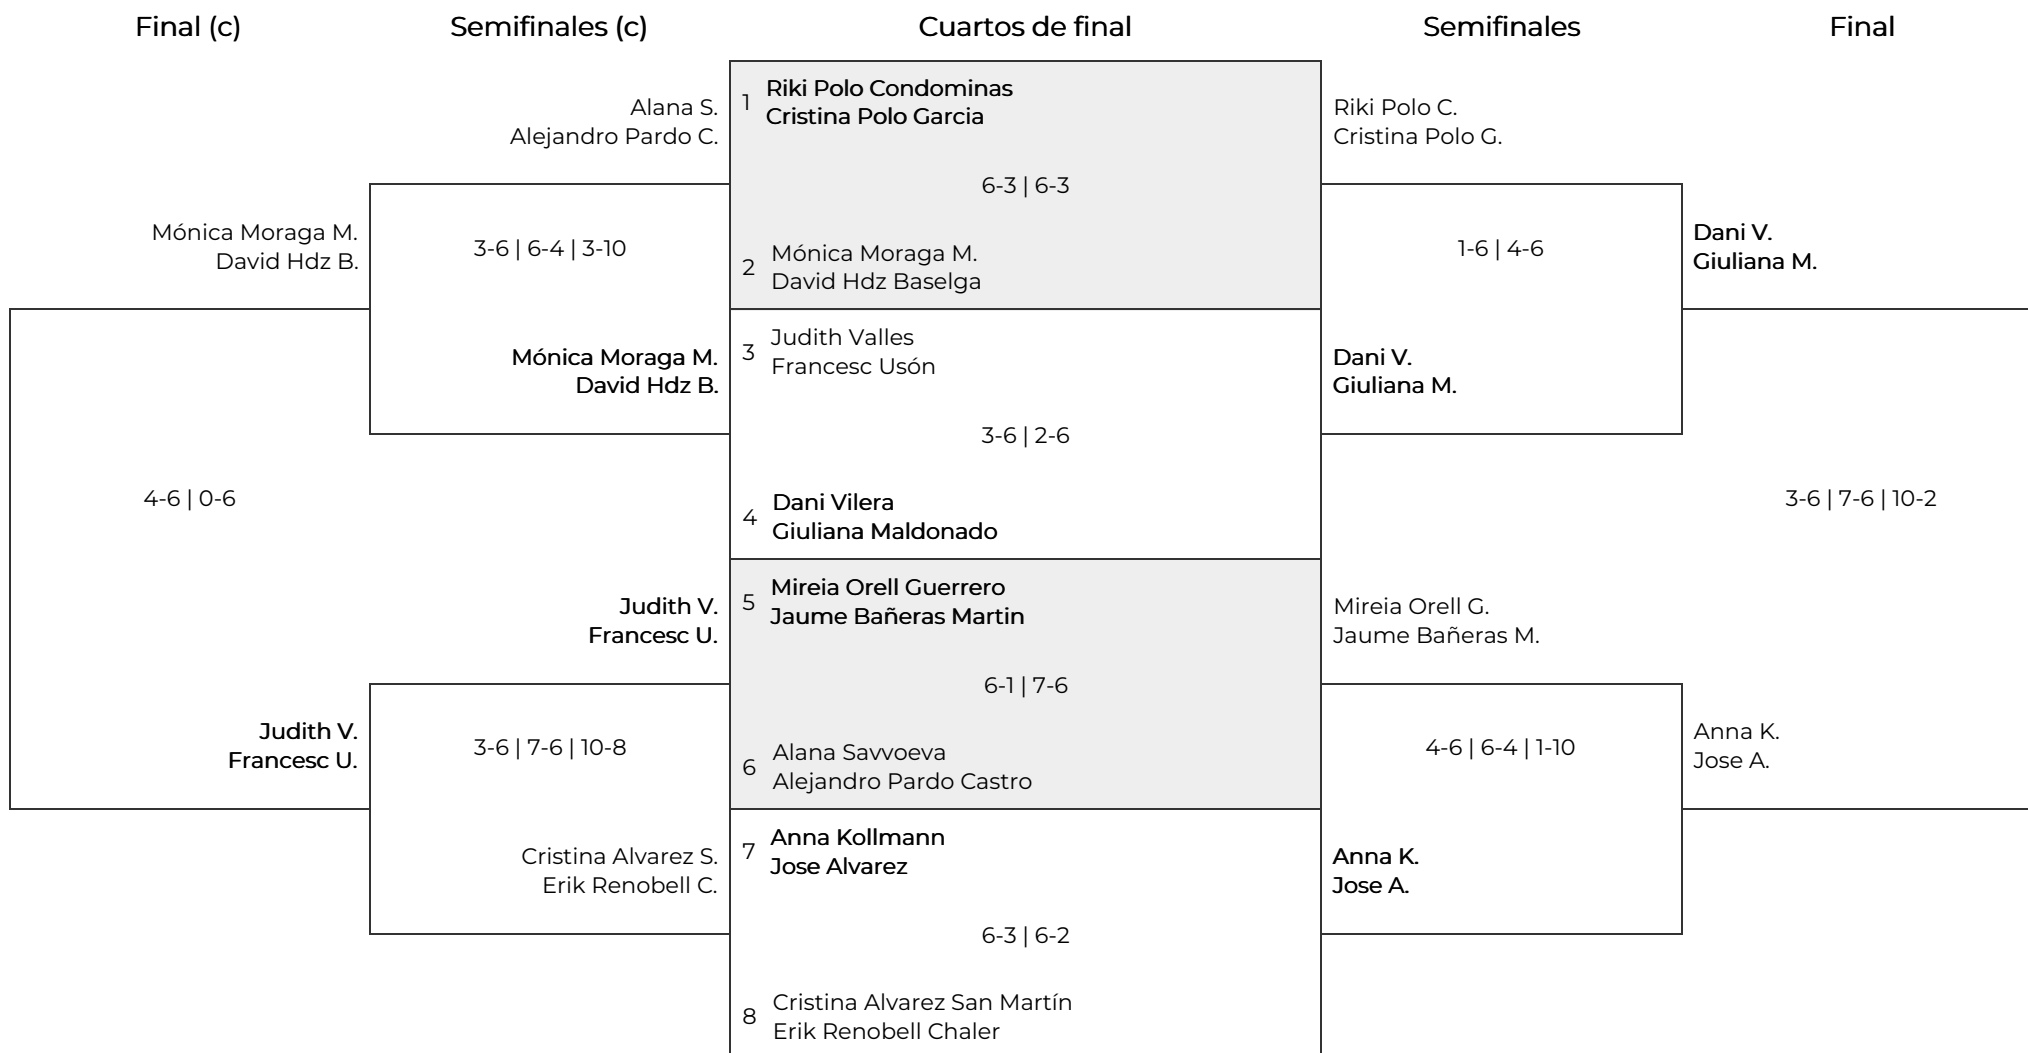 Final (c)
Semifinales (c)
Cuartos de final
Semifinales
Final
Alana S.
Alejandro Pardo C.
Mónica Moraga M.
David Hdz B.
3-6 | 6-4 | 3-10
Mónica Moraga M.
David Hdz B.
4-6 | 0-6
Judith V.
Francesc U.
Judith V.
Francesc U.
3-6 | 7-6 | 10-8
Cristina Alvarez S.
Erik Renobell C.
1
Riki Polo Condominas
Cristina Polo Garcia
6-3 | 6-3
2
Mónica Moraga M.
David Hdz Baselga
3
Judith Valles
Francesc Usón
3-6 | 2-6
4
Dani Vilera
Giuliana Maldonado
5
Mireia Orell Guerrero
Jaume Bañeras Martin
6-1 | 7-6
6
Alana Savvoeva
Alejandro Pardo Castro
7
Anna Kollmann
Jose Alvarez
6-3 | 6-2
8
Cristina Alvarez San Martín
Erik Renobell Chaler
Riki Polo C.
Cristina Polo G.
1-6 | 4-6
Dani V.
Giuliana M.
Dani V.
Giuliana M.
3-6 | 7-6 | 10-2
Mireia Orell G.
Jaume Bañeras M.
4-6 | 6-4 | 1-10
Anna K.
Jose A.
Anna K.
Jose A.